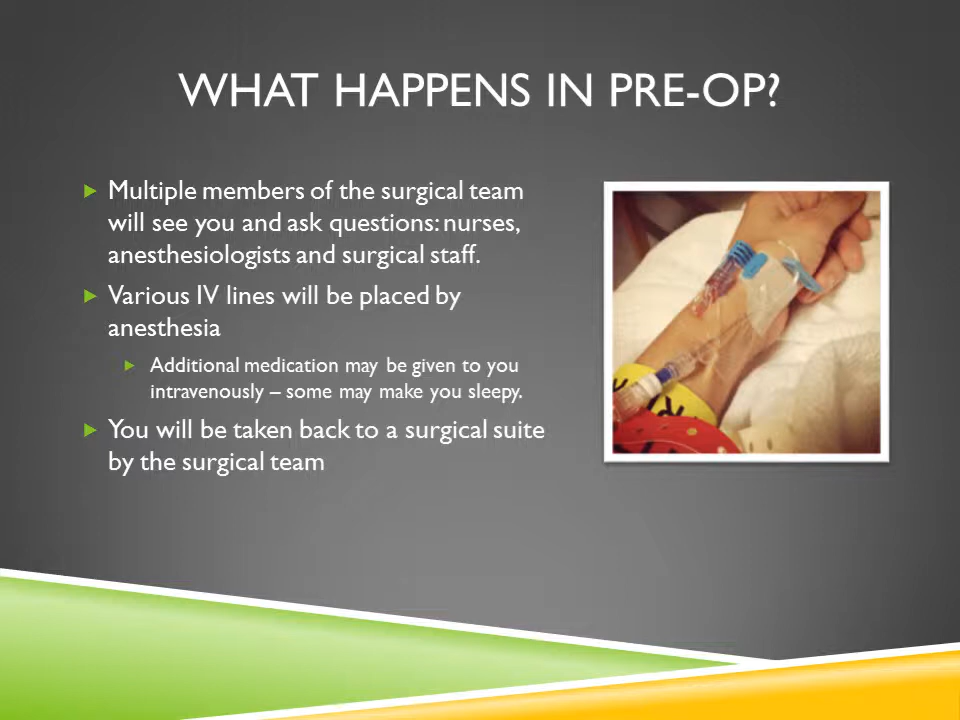 WHAT HAPPENS IN PRE-OP?
Multiple members of the surgical team
will see you and ask questions: nurses,
anesthesiologists and surgical staff.
Various IV lines will be placed by
anesthesia
Additional medication may be given to you
intravenously – some may make you sleepy.
You will be taken back to a surgical suite
by the surgical team